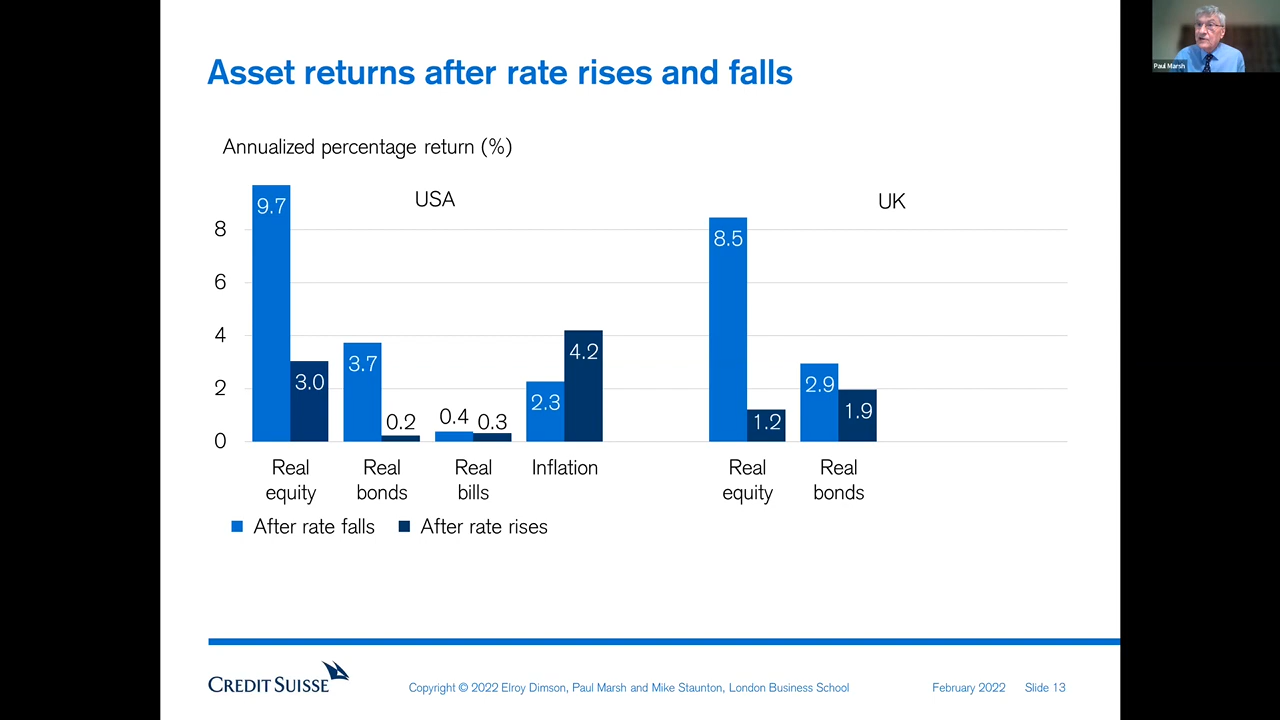 Paul Marsh
Asset returns after rate rises and falls
Annualized percentage return (%)
USA
UK
8
6
4
2
0
9.7
3.0
3.7
0.2
0.4
0.3
2.3
4.2
8.5
1.2
2.9
1.9
Real
equity
Real
bonds
Real
bills
Inflation
Real
equity
Real
bonds
After rate falls
After rate rises
CREDIT SUISSE
Copyright © 2022 Elroy Dimson, Paul Marsh and Mike Staunton, London Business School
February 2022
Slide 13